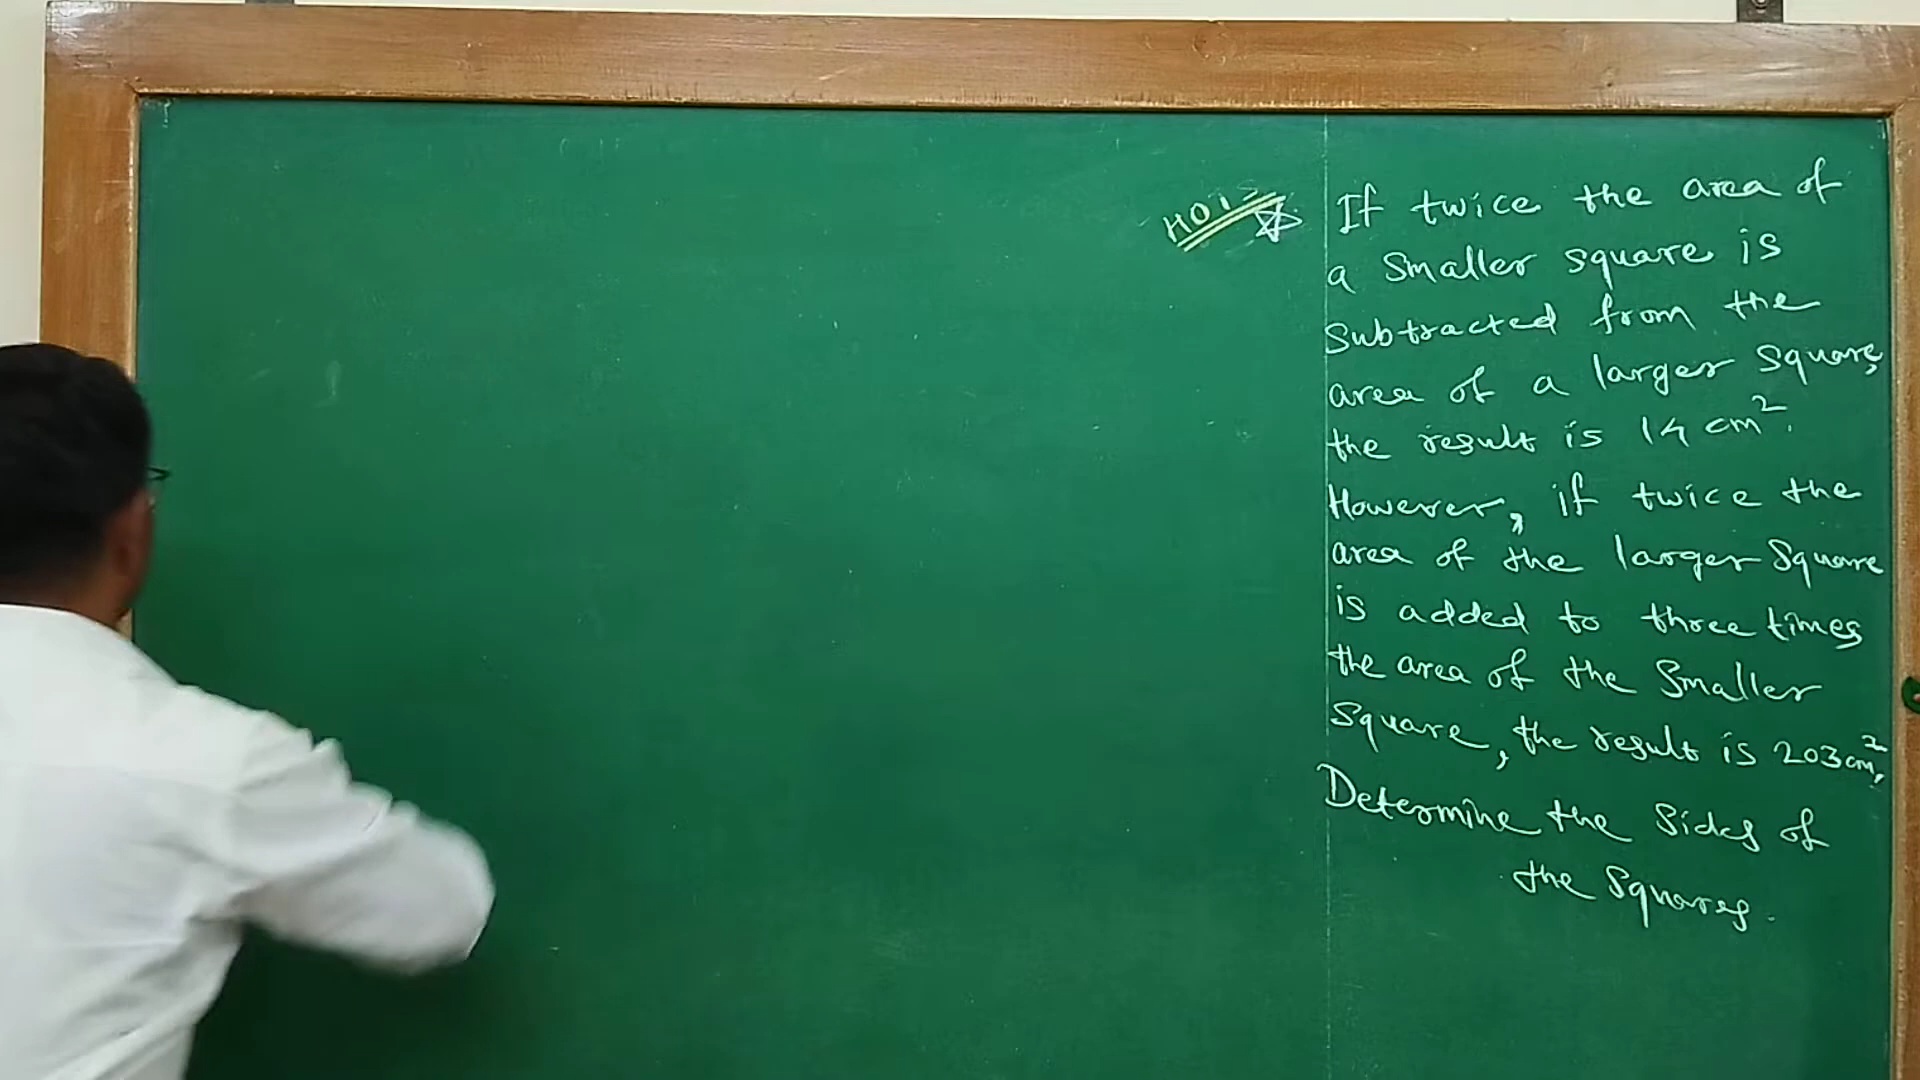 HOTS
If twice the area of
a smaller square is
subtracted from the
area of a larger square,
the result is 14 cm².
However, if twice the
area of the larger square
is added to three times
the area of the smaller
square, the result is 203cm².
Determine the sides of
the squares.